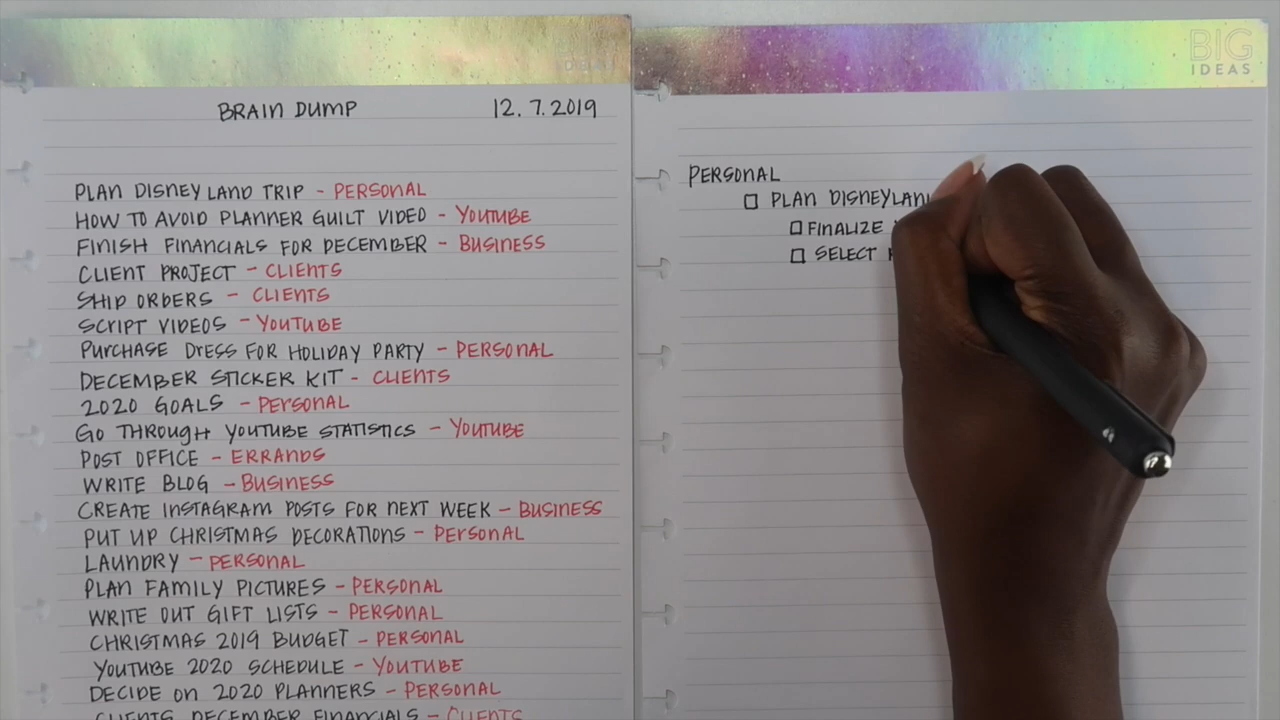 BRAIN DUMP 12.7.2019
PLAN DISNEYLAND TRIP - PERSONAL
HOW TO AVOID PLANNER GUILT VIDEO - YOUTUBE
FINISH FINANCIALS FOR DECEMBER - BUSINESS
CLIENT PROJECT - CLIENTS
SHIP ORDERS - CLIENTS
SCRIPT VIDEOS - YOUTUBE
PURCHASE DRESS FOR HOLIDAY PARTY - PERSONAL
DECEMBER STICKER KIT - CLIENTS
2020 GOALS - PERSONAL
GO THROUGH YOUTUBE STATISTICS - YOUTUBE
POST OFFICE - ERRANDS
WRITE BLOG - BUSINESS
CREATE INSTAGRAM POSTS FOR NEXT WEEK - BUSINESS
PUT UP CHRISTMAS DECORATIONS - PERSONAL
LAUNDRY - PERSONAL
PLAN FAMILY PICTURES - PERSONAL
WRITE OUT GIFT LISTS - PERSONAL
CHRISTMAS 2019 BUDGET - PERSONAL
YOUTUBE 2020 SCHEDULE - YOUTUBE
DECIDE ON 2020 PLANNERS - PERSONAL
CLIENTS DECEMBER FINANCIALS - CLIENTS
BIG
IDEAS
PERSONAL
PLAN DISNEYLAN
FINALIZE
SELECT